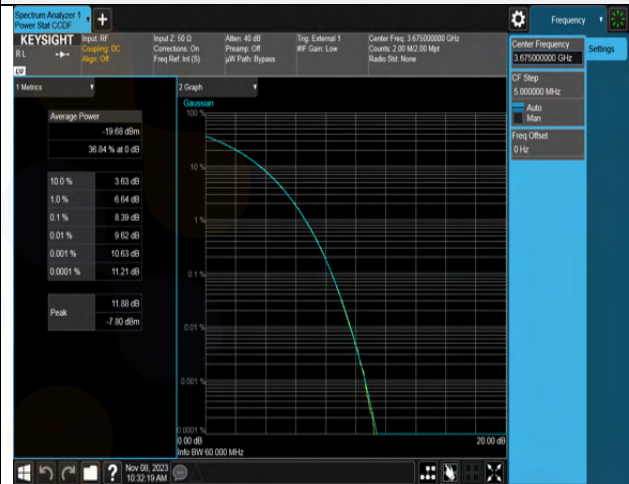 Spectrum Analyzer 1
Power Stat CCDF
+
Frequency
KEYSIGHT
RL
Input: RF
Coupling: DC
Align: Off
Input Z: 50 Ω
Corrections: On
Freq Ref: Int (S)
Atten: 40 dB
Preamp: Off
µW Path: Bypass
Trig: External 1
#IF Gain: Low
Center Freq: 3.675000000 GHz
Counts: 2.00 M/2.00 Mpt
Radio Std: None
Center Frequency
3.675000000 GHz
Settings
CF Step
5.000000 MHz
Auto
Man
Freq Offset
0 Hz
1 Metrics
Average Power
-19.68 dBm
36.84 % at 0 dB
10.0 % 3.63 dB
1.0 % 6.64 dB
0.1 % 8.39 dB
0.01 % 9.62 dB
0.001 % 10.63 dB
0.0001 % 11.21 dB
Peak
11.88 dB
-7.80 dBm
2 Graph
Gaussian
100 %
10 %
1 %
0.1 %
0.01 %
0.001 %
0.0001 %
0.00 dB 20.00 dB
Info BW 60.000 MHz
?
Nov 08, 2023
10:32:19 AM